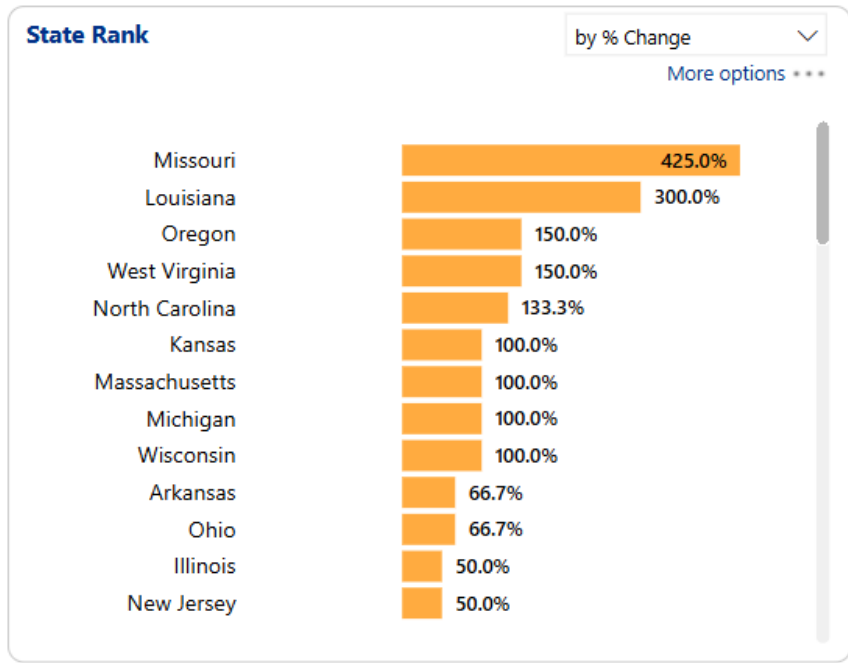 State Rank
by % Change
More options
Missouri 425.0%
Louisiana 300.0%
Oregon 150.0%
West Virginia 150.0%
North Carolina 133.3%
Kansas 100.0%
Massachusetts 100.0%
Michigan 100.0%
Wisconsin 100.0%
Arkansas 66.7%
Ohio 66.7%
Illinois 50.0%
New Jersey 50.0%